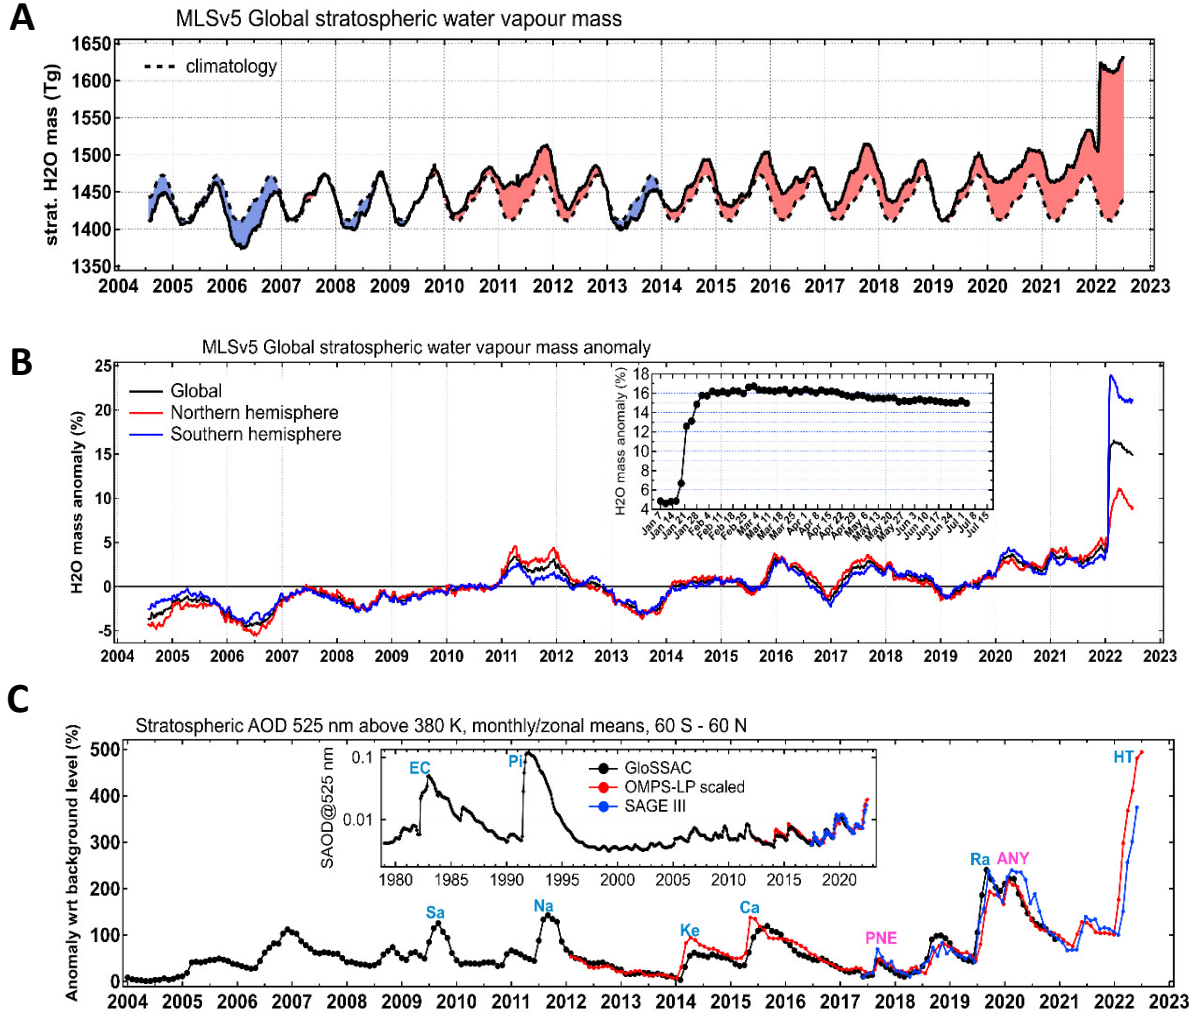 A
MLSv5 Global stratospheric water vapour mass
strat. H2O mas (Tg)
1650
1600
1550
1500
1450
1400
1350
climatology
2004 2005 2006 2007 2008 2009 2010 2011 2012 2013 2014 2015 2016 2017 2018 2019 2020 2021 2022 2023
B
MLSv5 Global stratospheric water vapour mass anomaly
H2O mass anomaly (%)
25
20
15
10
5
0
-5
Global
Northern hemisphere
Southern hemisphere
H2O mass anomaly (%)
18
16
14
12
10
8
6
4
Jan 7 Jan 14 Jan 21 Jan 28 Feb 4 Feb 11 Feb 18 Feb 25 Mar 4 Mar 11 Mar 18 Mar 25 Apr 1 Apr 8 Apr 15 Apr 22 Apr 29 May 6 May 13 May 20 May 27 Jun 3 Jun 10 Jun 17 Jun 24 Jul 1 Jul 8 Jul 15
2004 2005 2006 2007 2008 2009 2010 2011 2012 2013 2014 2015 2016 2017 2018 2019 2020 2021 2022 2023
C
Stratospheric AOD 525 nm above 380 K, monthly/zonal means, 60 S - 60 N
Anomaly wrt background level (%)
500
400
300
200
100
0
SAOD@525 nm
0.1
0.01
EC
Pi
GloSSAC
OMPS-LP scaled
SAGE III
1980 1985 1990 1995 2000 2005 2010 2015 2020
HT
Ra ANY
Sa
Na
Ke
Ca
PNE
2004 2005 2006 2007 2008 2009 2010 2011 2012 2013 2014 2015 2016 2017 2018 2019 2020 2021 2022 2023